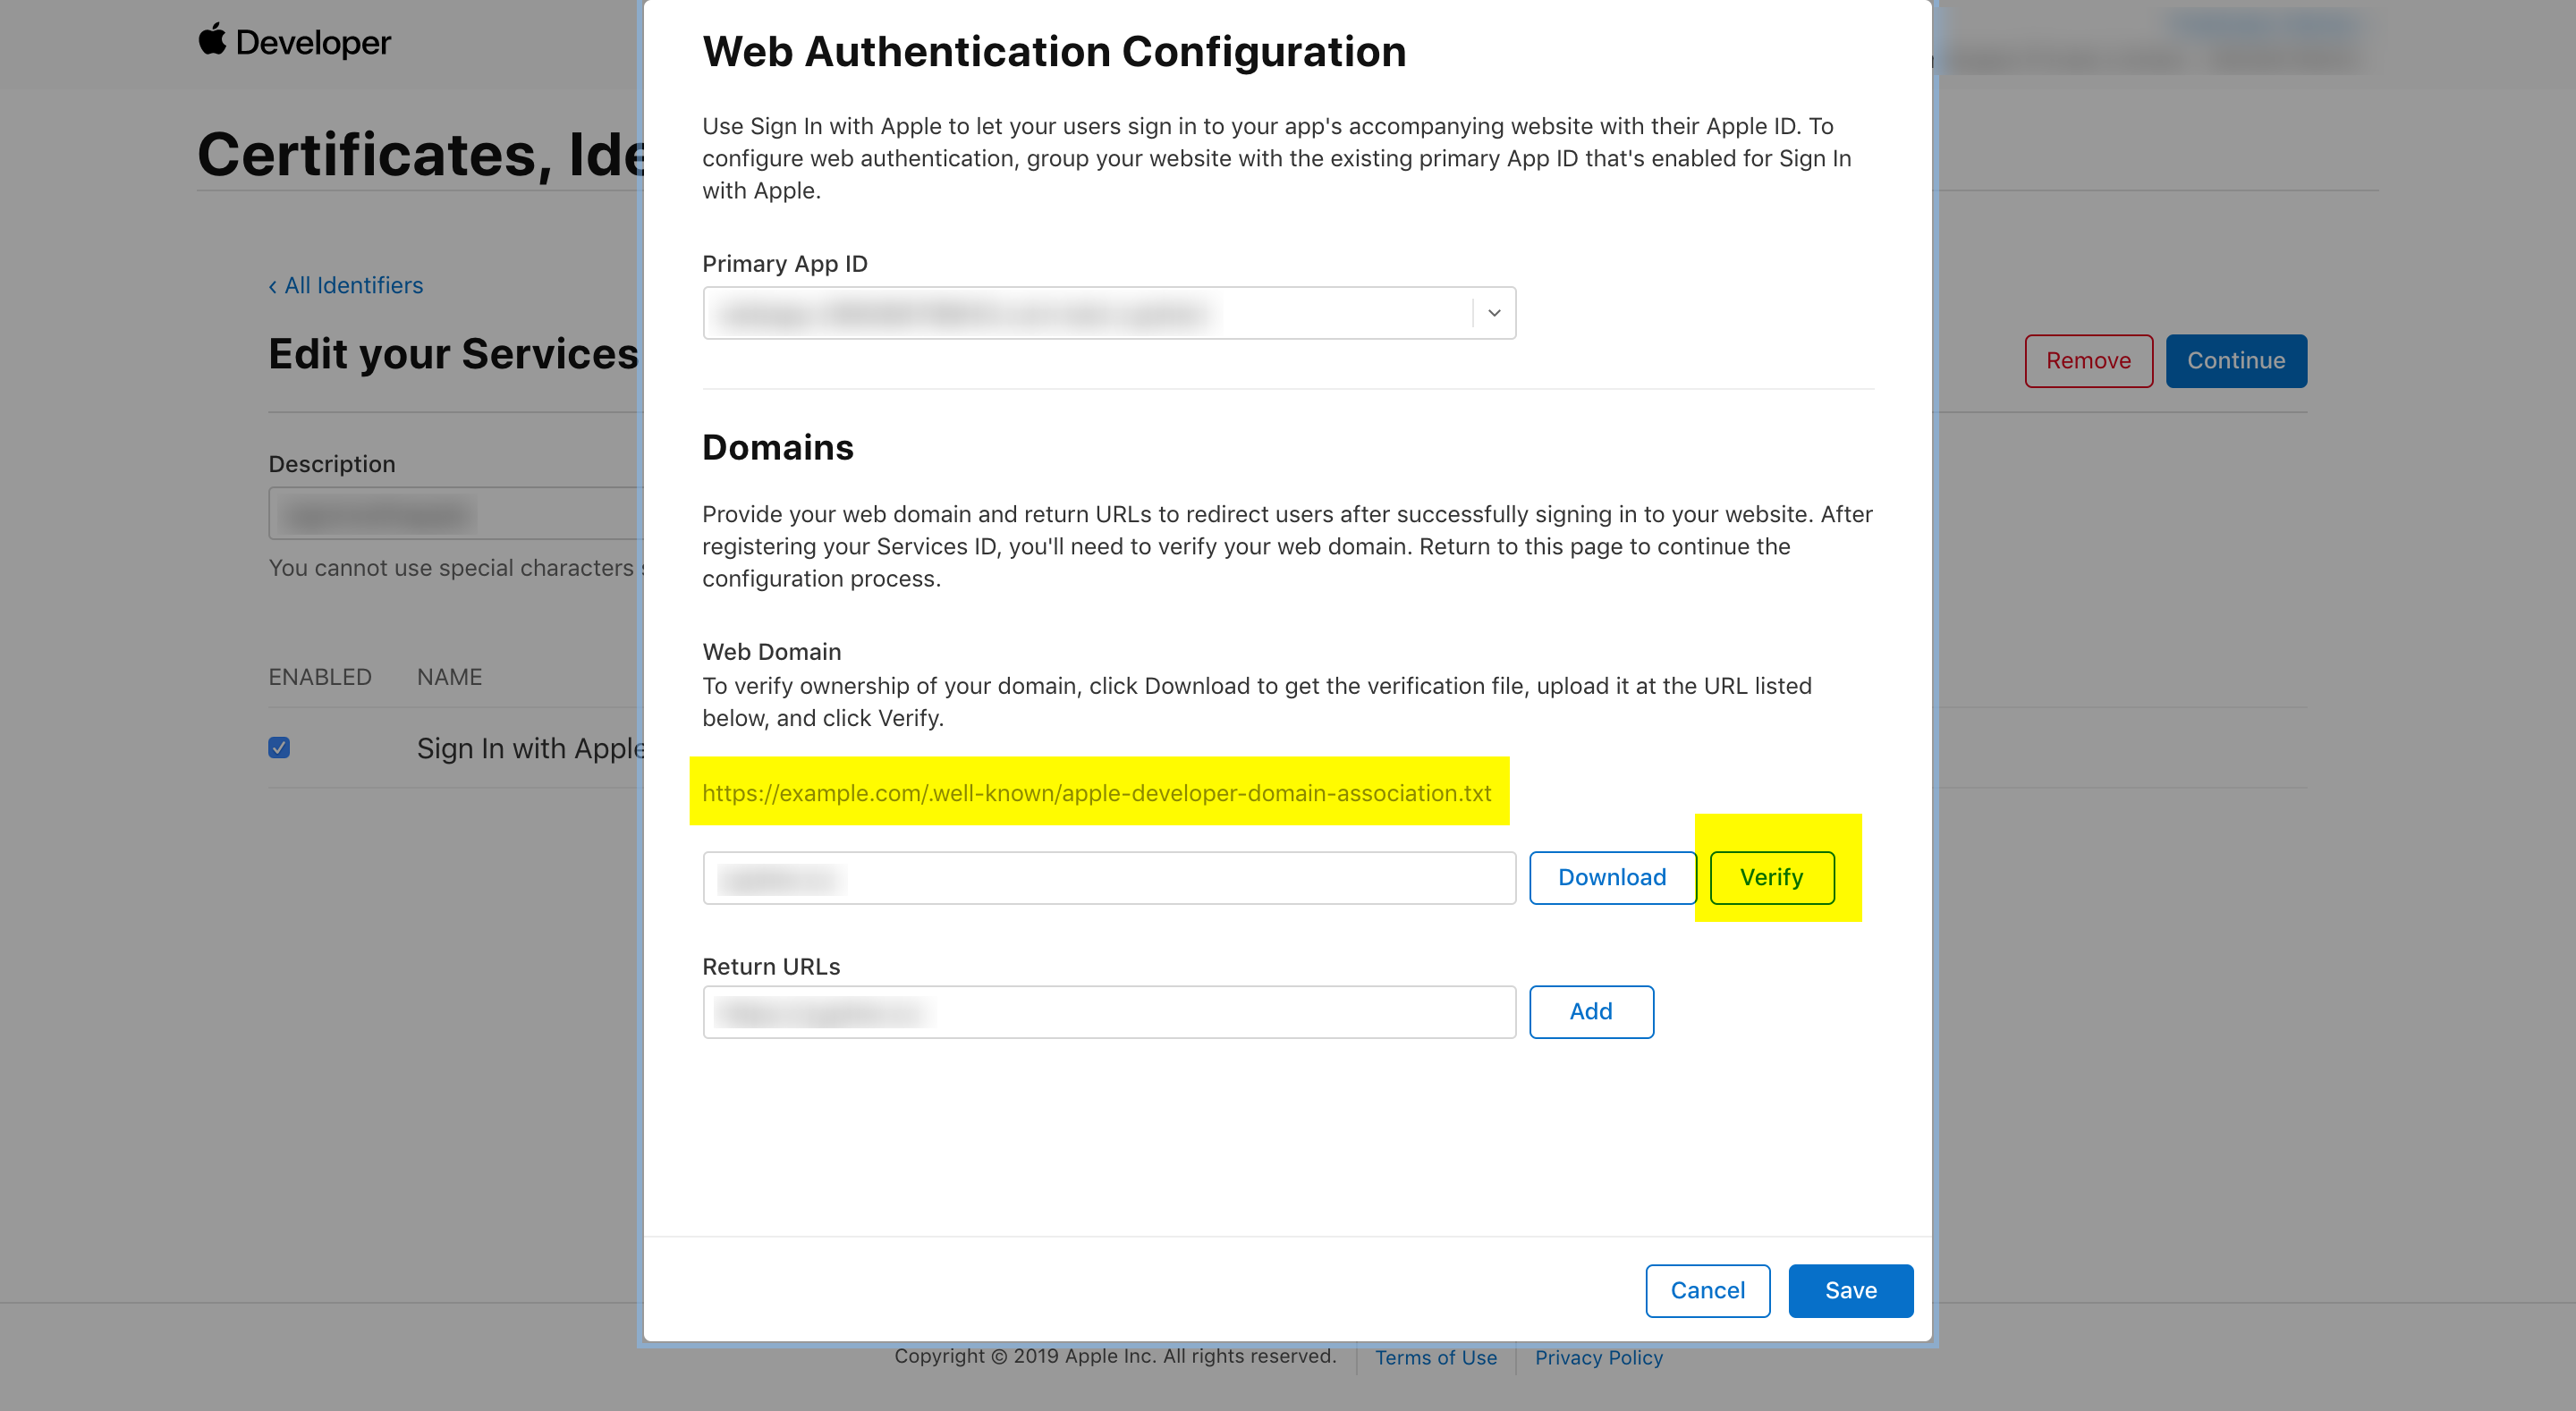 Developer
Certificates, Ide
‹ All Identifiers
Edit your Services
Remove
Continue
Description
You cannot use special characters
ENABLED
NAME
Sign In with Apple
Web Authentication Configuration
Use Sign In with Apple to let your users sign in to your app's accompanying website with their Apple ID. To
configure web authentication, group your website with the existing primary App ID that's enabled for Sign In
with Apple.
Primary App ID
Domains
Provide your web domain and return URLs to redirect users after successfully signing in to your website. After
registering your Services ID, you'll need to verify your web domain. Return to this page to continue the
configuration process.
Web Domain
To verify ownership of your domain, click Download to get the verification file, upload it at the URL listed
below, and click Verify.
https://example.com/.well-known/apple-developer-domain-association.txt
Download
Verify
Return URLs
Add
Cancel
Save
Copyright © 2019 Apple Inc. All rights reserved.
Terms of Use
Privacy Policy